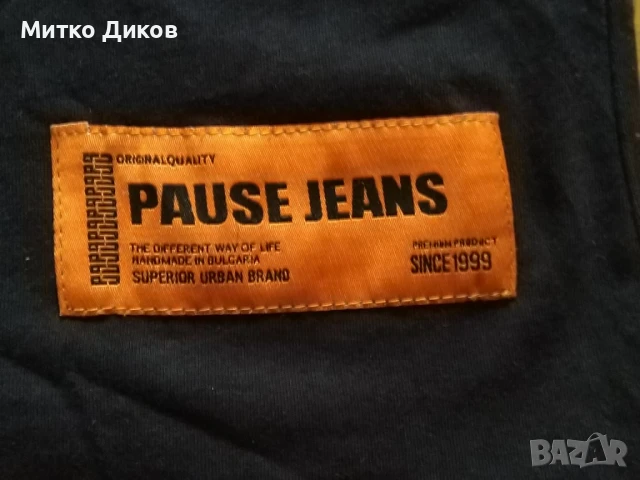 Митко Диков
ORIGINALQUALITY
PAUSE JEANS
THE DIFFERENT WAY OF LIFE
HANDMADE IN BULGARIA
SUPERIOR URBAN BRAND
PREMIUM PRODUCT
SINCE1999
BAZAR